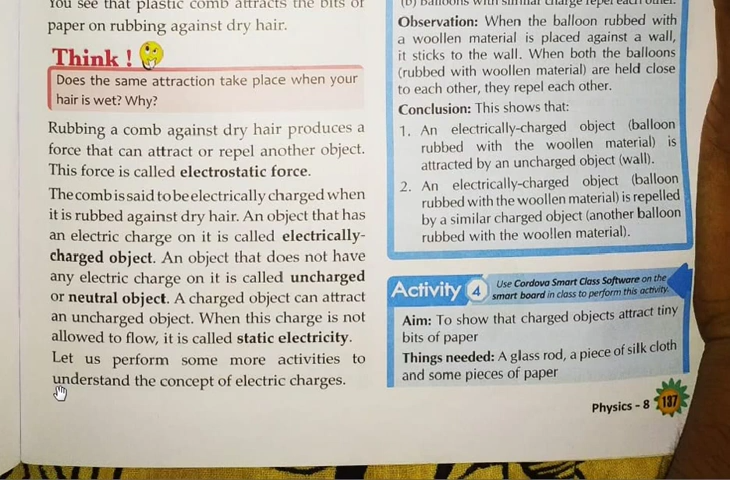 You see that plastic comb attracts the bits of
paper on rubbing against dry hair.
Think !
Does the same attraction take place when your
hair is wet? Why?
Rubbing a comb against dry hair produces a
force that can attract or repel another object.
This force is called electrostatic force.
The comb is said to be electrically charged when
it is rubbed against dry hair. An object that has
an electric charge on it is called electrically-
charged object. An object that does not have
any electric charge on it is called uncharged
or neutral object. A charged object can attract
an uncharged object. When this charge is not
allowed to flow, it is called static electricity.
Let us perform some more activities to
understand the concept of electric charges.
(b) Balloons with similar charge repel each other.
Observation: When the balloon rubbed with
a woollen material is placed against a wall,
it sticks to the wall. When both the balloons
(rubbed with woollen material) are held close
to each other, they repel each other.
Conclusion: This shows that:
1. An electrically-charged object (balloon
rubbed with the woollen material) is
attracted by an uncharged object (wall).
2. An electrically-charged object (balloon
rubbed with the woollen material) is repelled
by a similar charged object (another balloon
rubbed with the woollen material).
Activity 4
Use Cordova Smart Class Software on the
smart board in class to perform this activity.
Aim: To show that charged objects attract tiny
bits of paper
Things needed: A glass rod, a piece of silk cloth
and some pieces of paper
Physics - 8 137